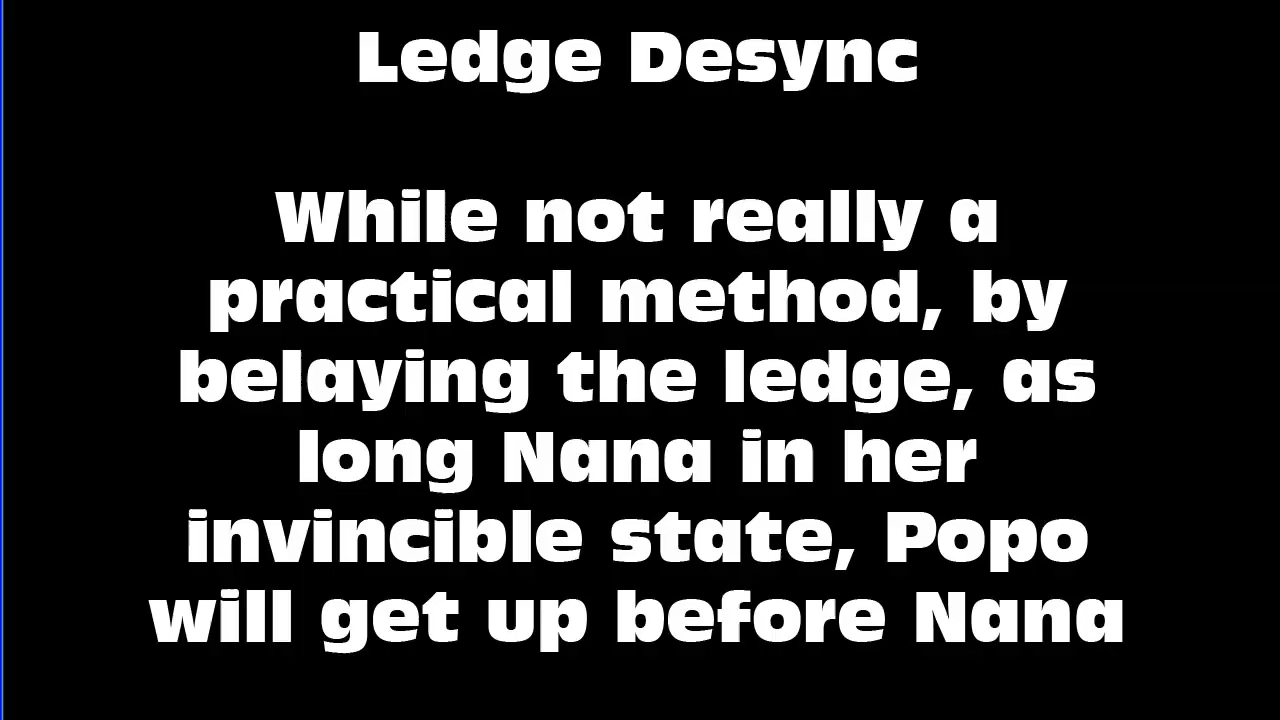 Ledge Desync
While not really a
practical method, by
belaying the ledge, as
long Nana in her
invincible state, Popo
will get up before Nana